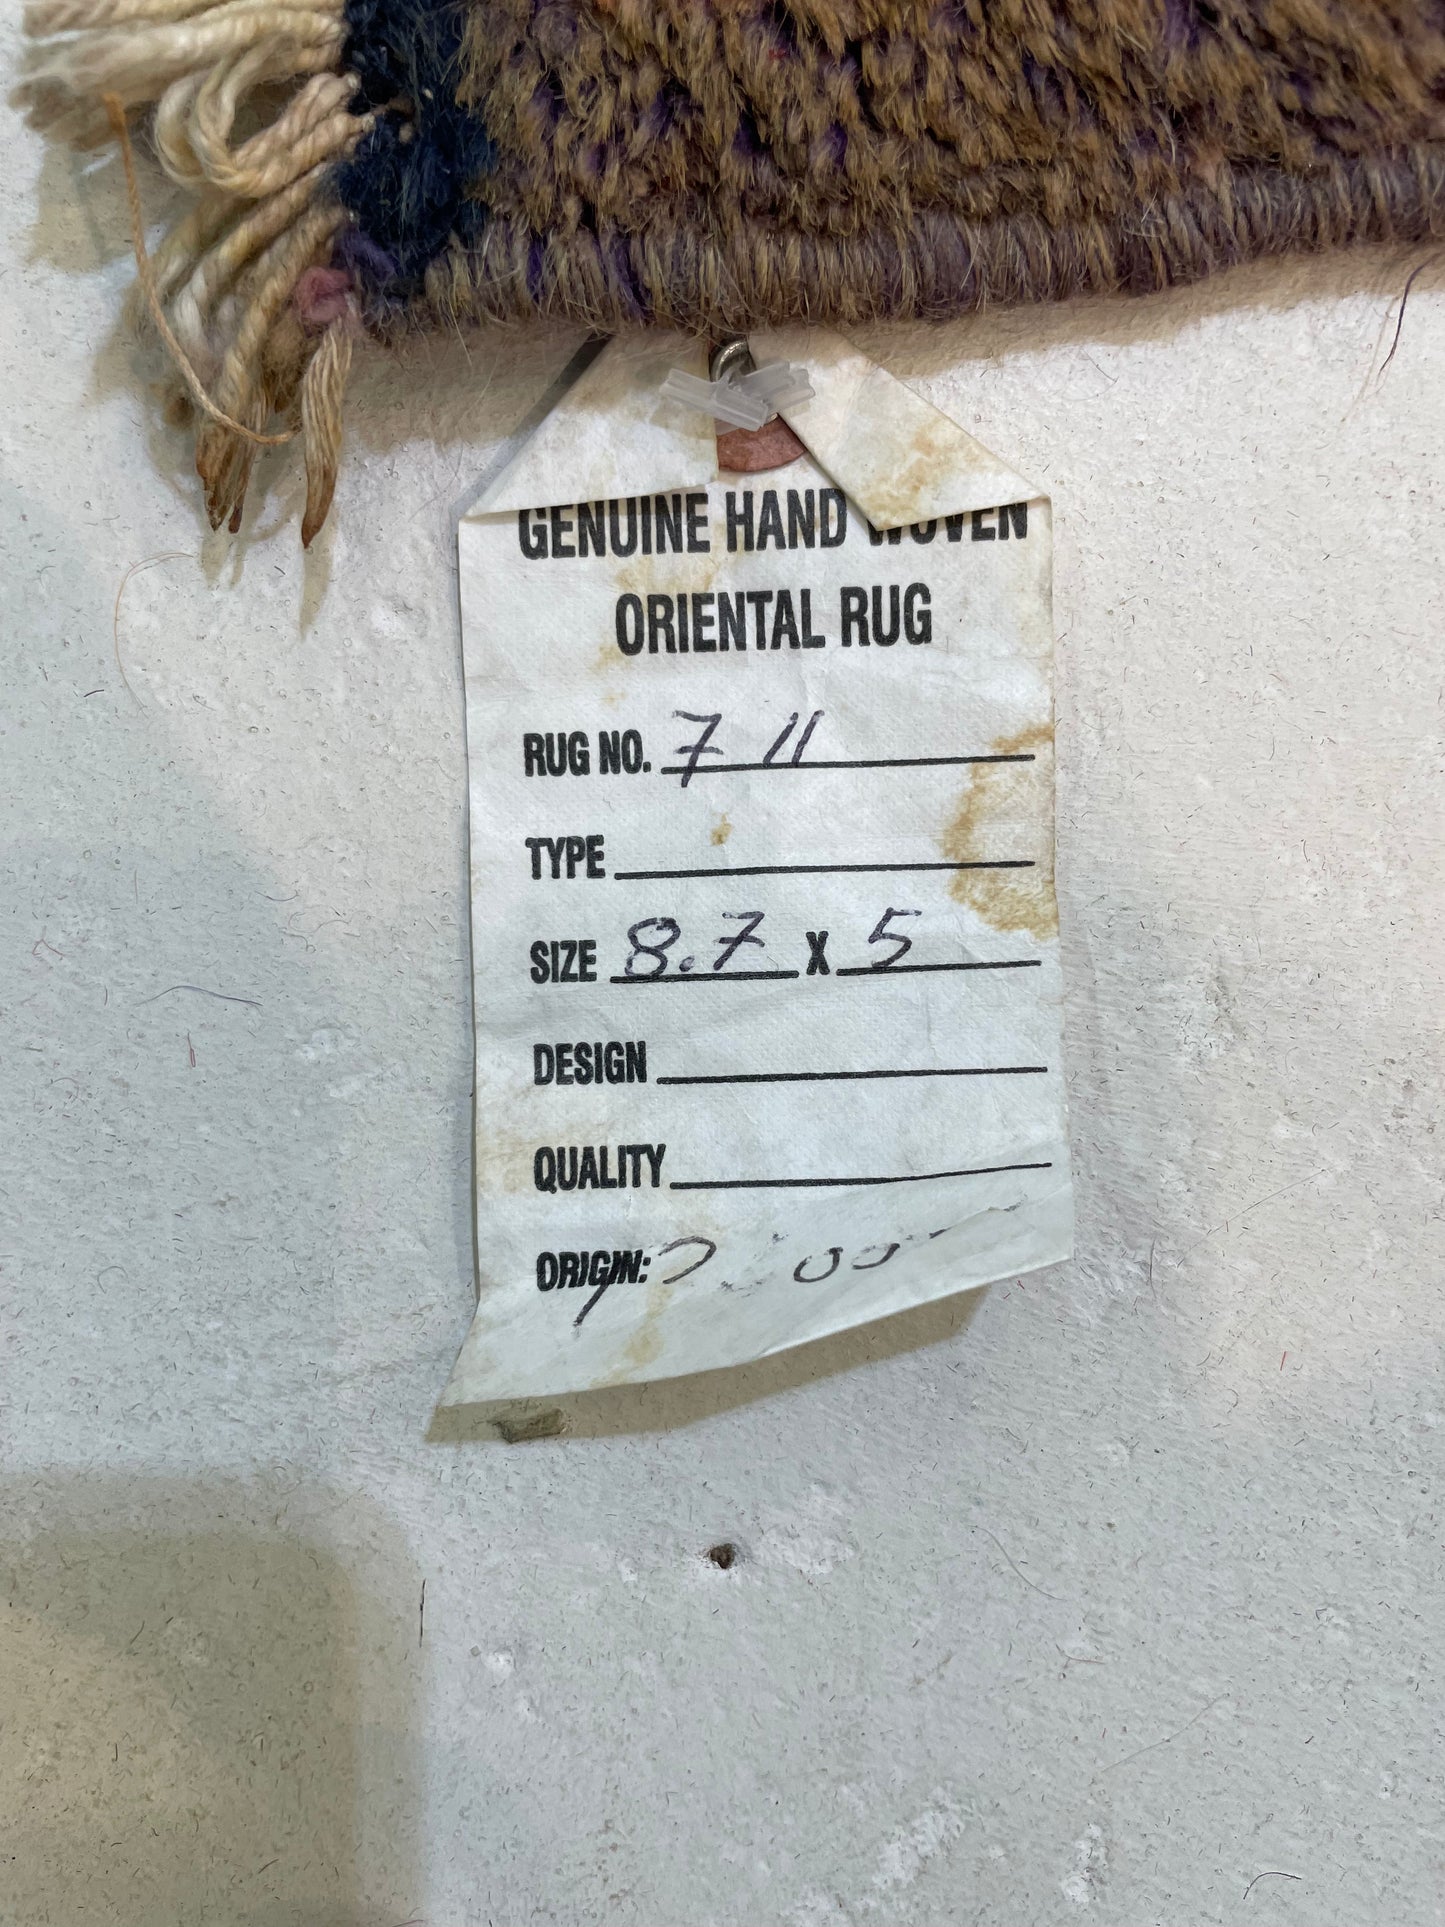 GENUINE HAND WOVEN
ORIENTAL RUG
RUG NO. 7 11
TYPE
SIZE 8.7 X 5
DESIGN
QUALITY
ORIGIN: